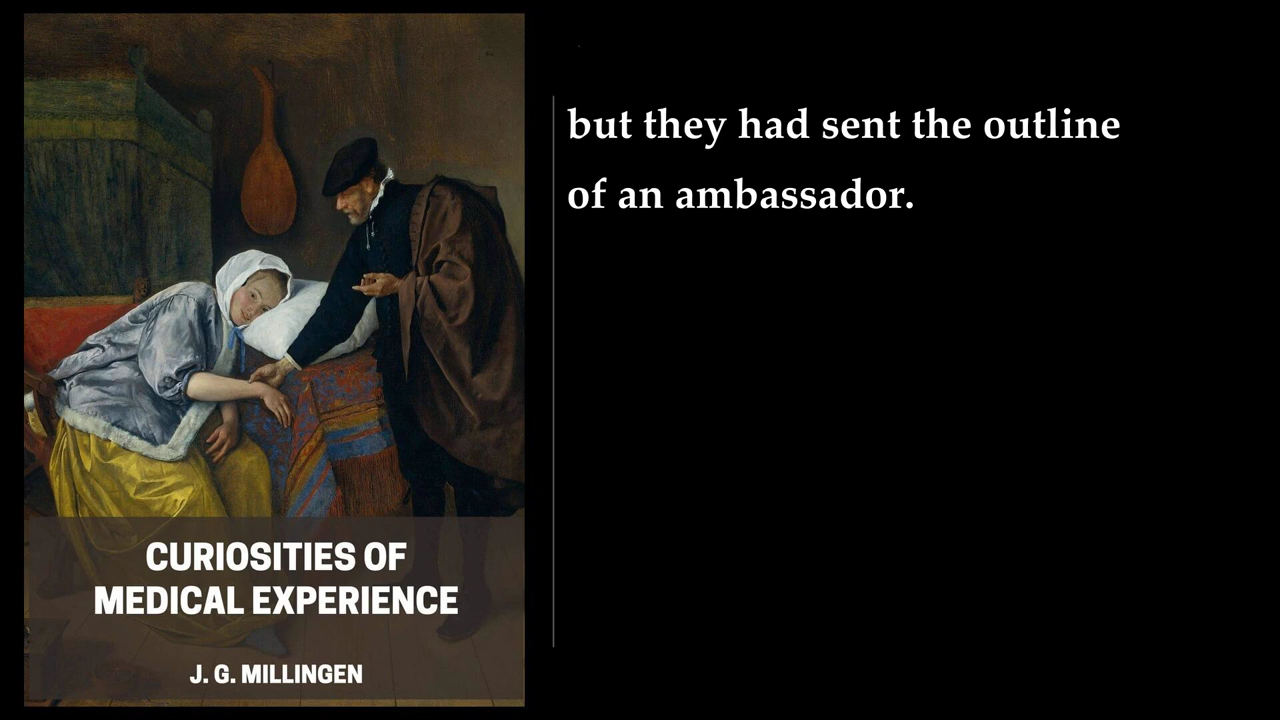 but they had sent the outline
of an ambassador.
CURIOSITIES OF
MEDICAL EXPERIENCE
J. G. MILLINGEN